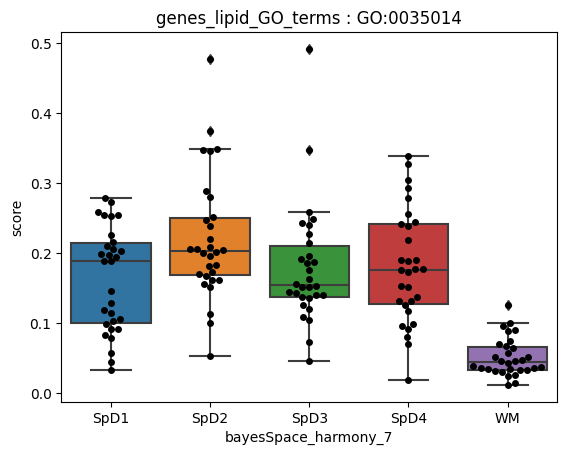 genes_lipid_GO_terms : GO:0035014
0.5
0.4
0.3
0.2
0.1
0.0
score
SpD1 SpD2 SpD3 SpD4 WM
bayesSpace_harmony_7